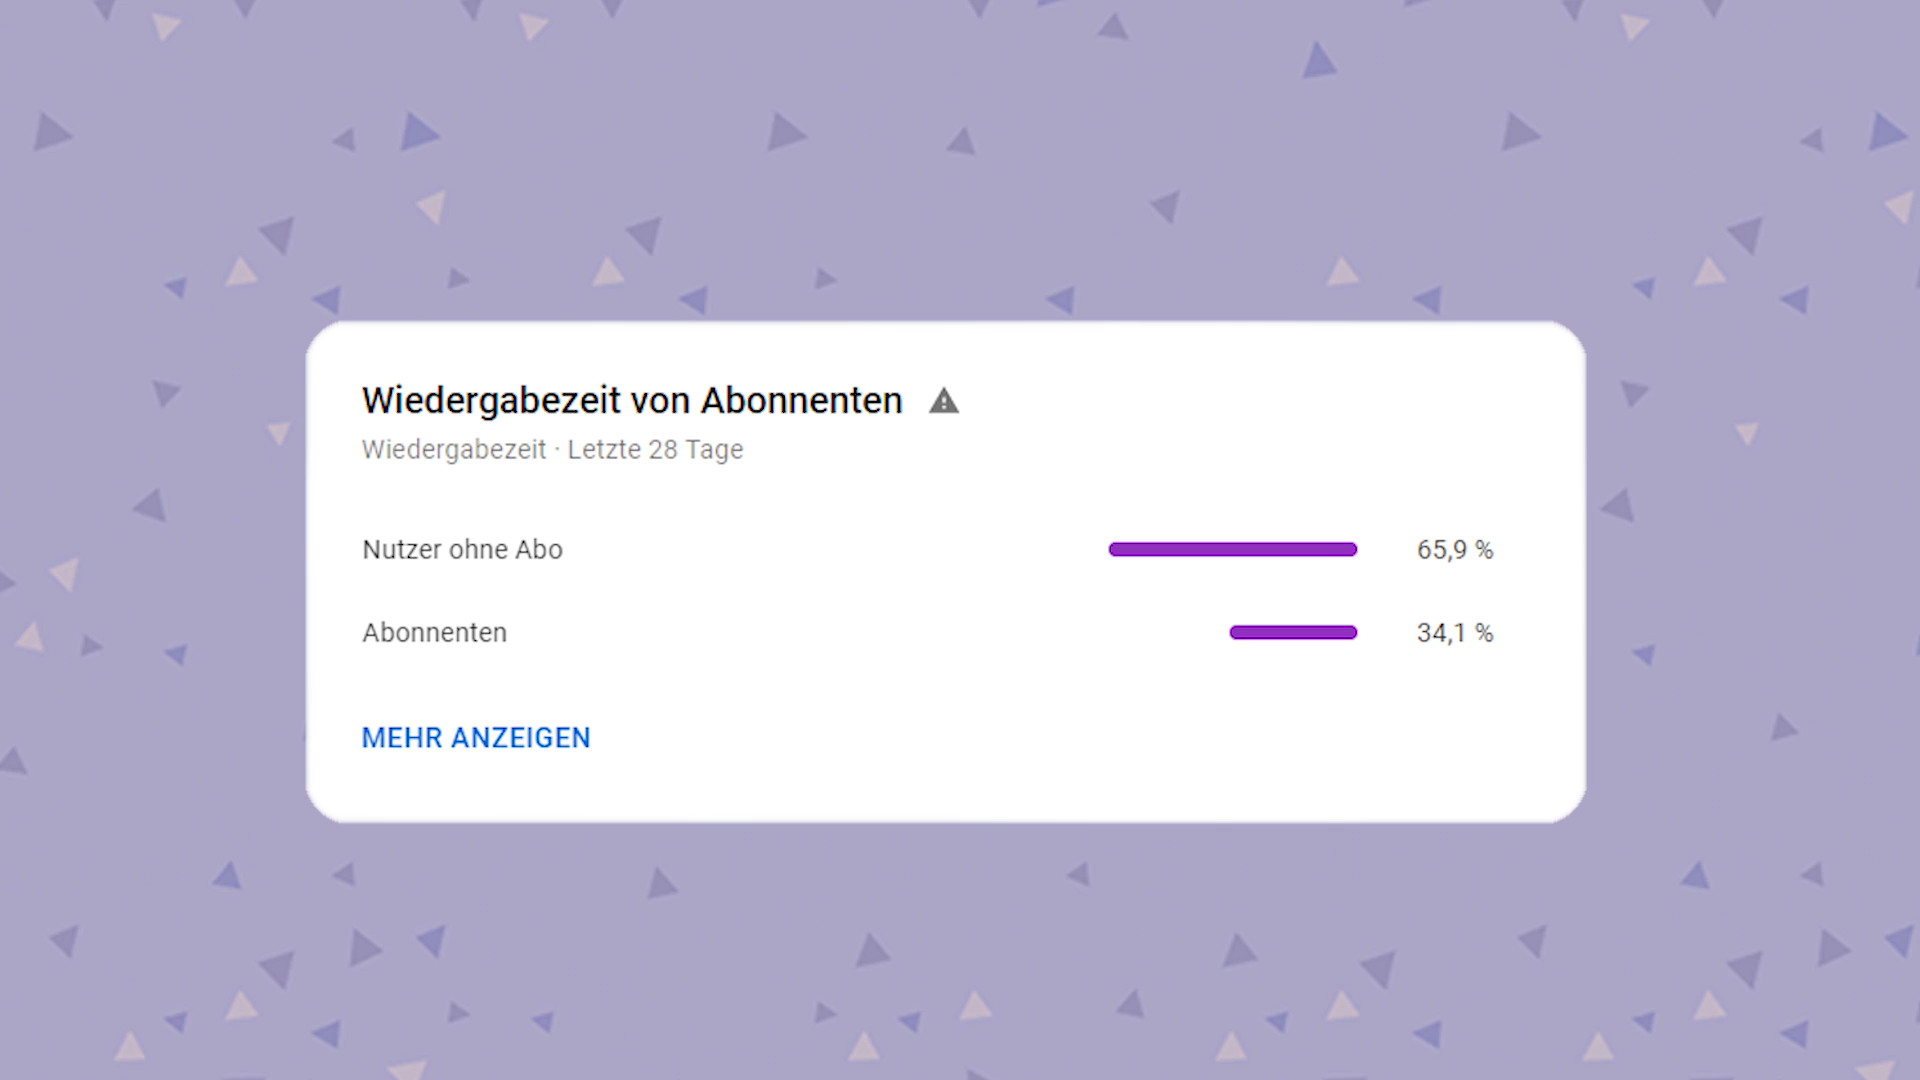 Wiedergabezeit von Abonnenten
Wiedergabezeit · Letzte 28 Tage
Nutzer ohne Abo 65,9 %
Abonnenten 34,1 %
MEHR ANZEIGEN